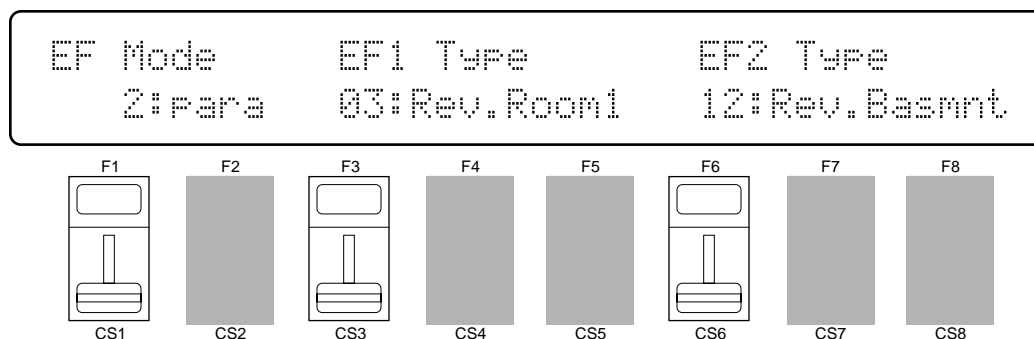 EF Mode EF1 Type EF2 Type
2:para 03:Rev.Room1 12:Rev.Basmnt
F1 F2 F3 F4 F5 F6 F7 F8
CS1 CS2 CS3 CS4 CS5 CS6 CS7 CS8